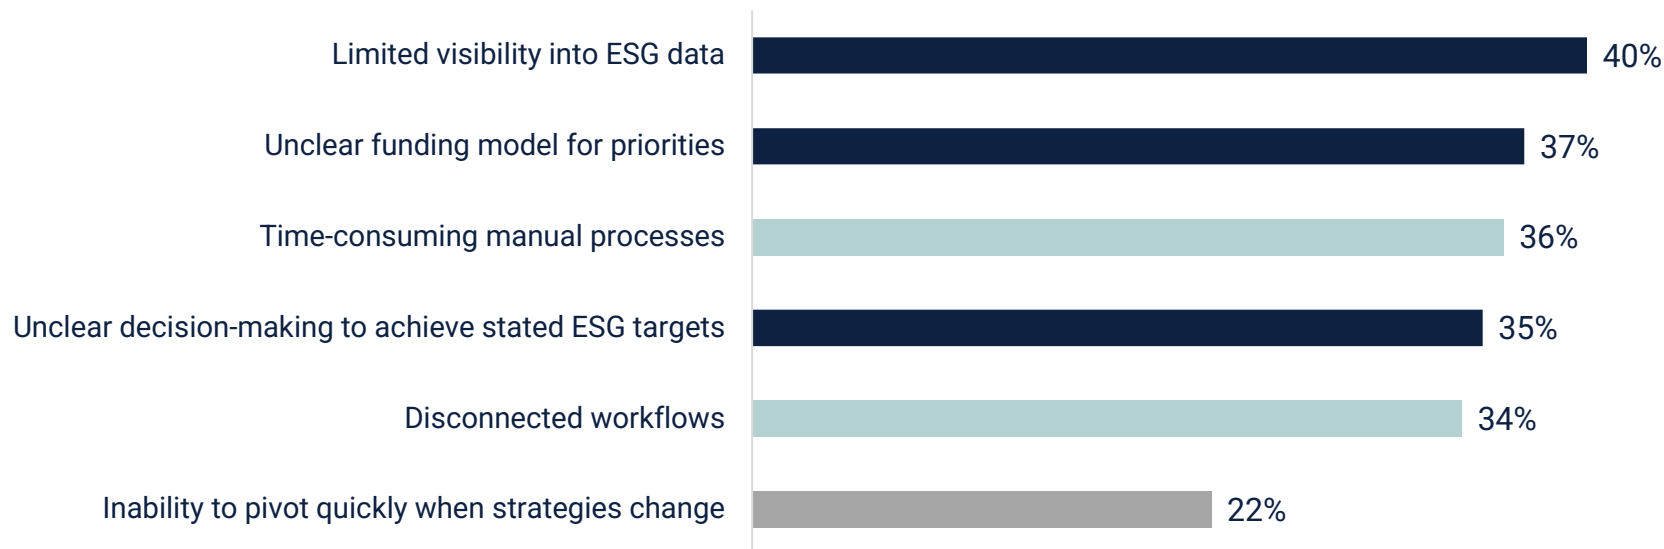 Limited visibility into ESG data 40%
Unclear funding model for priorities 37%
Time-consuming manual processes 36%
Unclear decision-making to achieve stated ESG targets 35%
Disconnected workflows 34%
Inability to pivot quickly when strategies change 22%